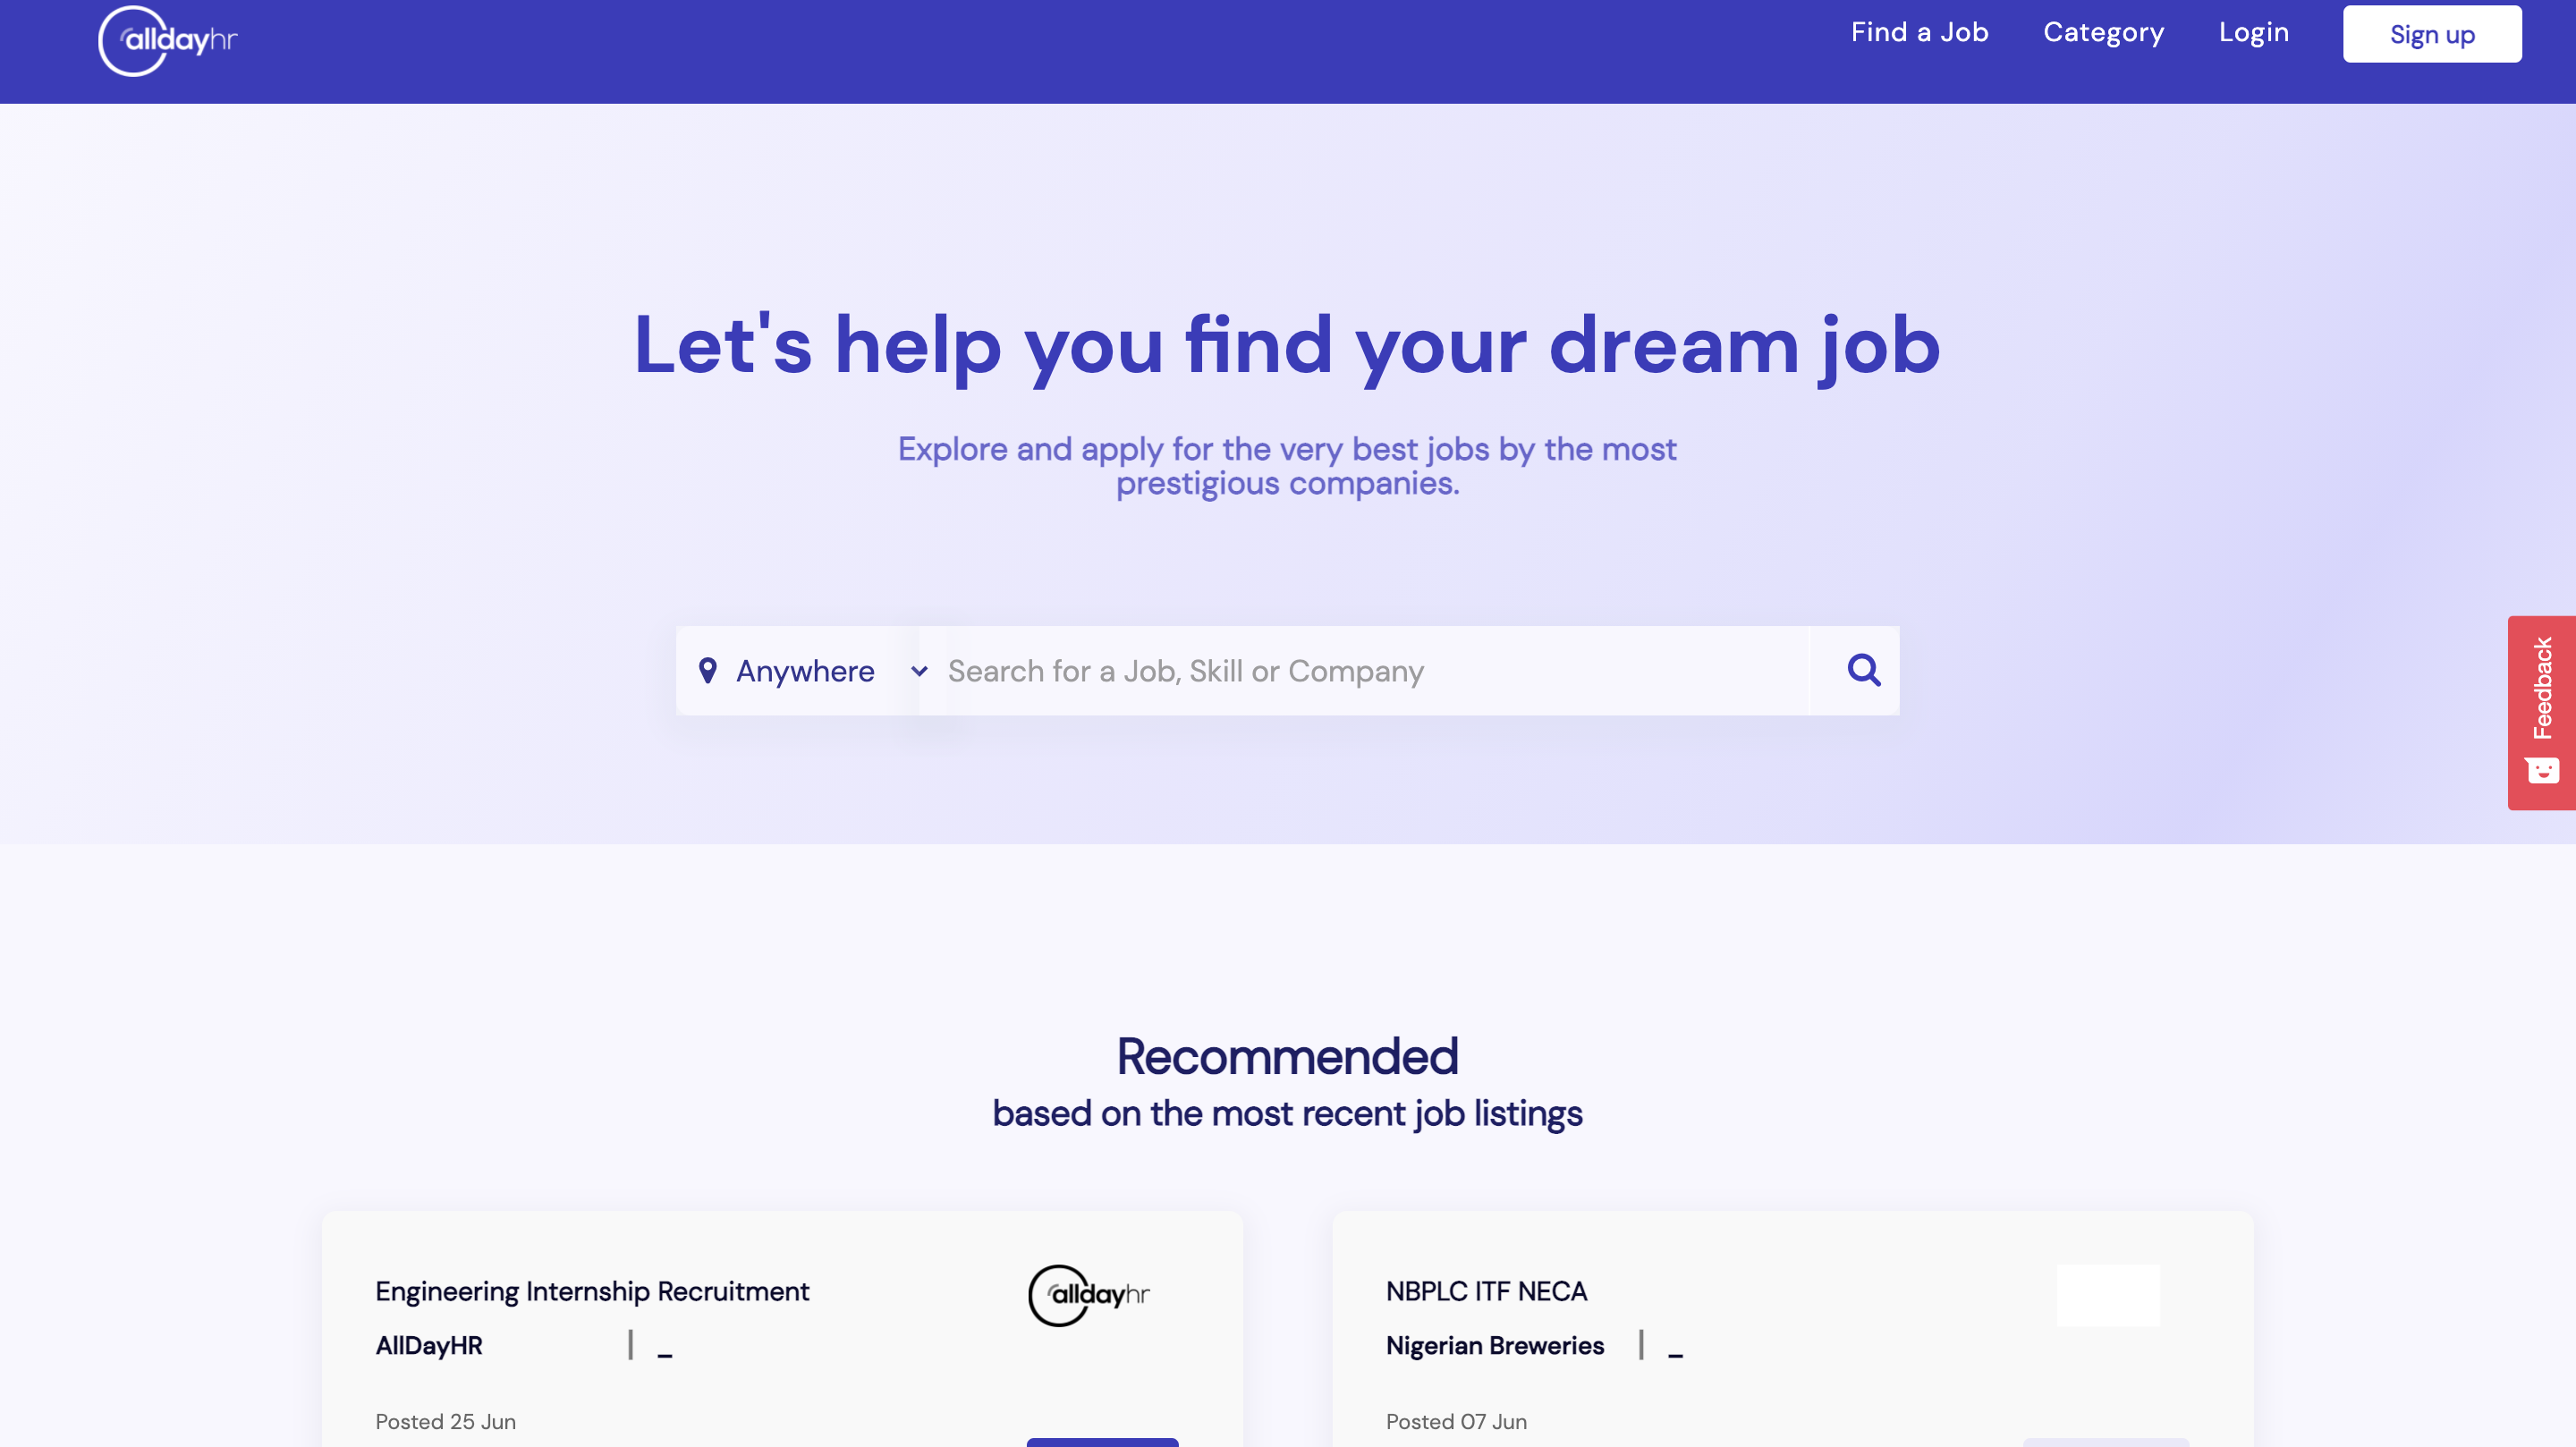 alldayhr
Find a Job
Category
Login
Sign up
Let's help you find your dream job
Explore and apply for the very best jobs by the most
prestigious companies.
Anywhere
Search for a Job, Skill or Company
Feedback
Recommended
based on the most recent job listings
Engineering Internship Recruitment
alldayhr
AllDayHR | _
Posted 25 Jun
NBPLC ITF NECA
Nigerian Breweries | _
Posted 07 Jun